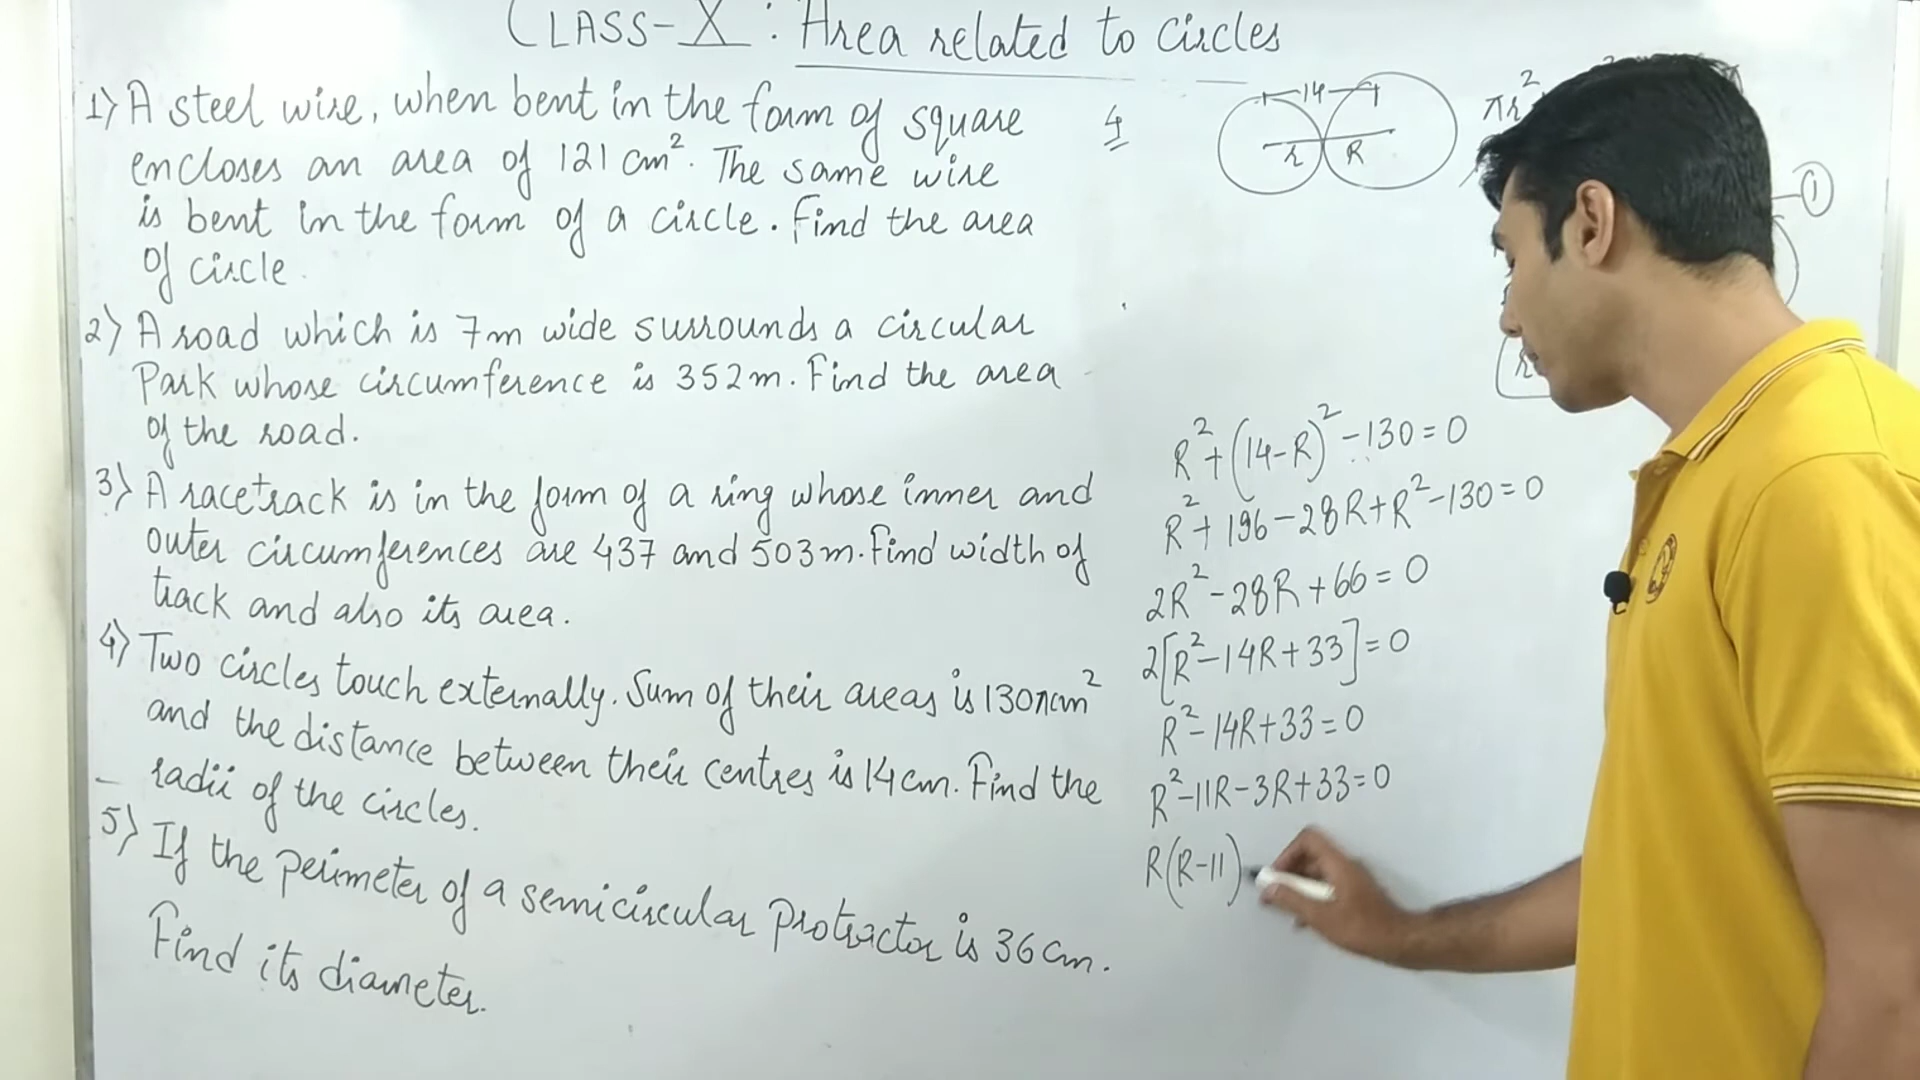 CLASS-X : Area related to circles
1) A steel wire, when bent in the form of square
encloses an area of 121 cm². The same wire
is bent in the form of a circle. Find the area
of circle.
2) A road which is 7m wide surrounds a circular
Park whose circumference is 352m. Find the area
of the road.
3) A racetrack is in the form of a ring whose inner and
outer circumferences are 437 and 503m. Find width of
track and also its area.
4) Two circles touch externally. Sum of their areas is 130πcm²
and the distance between their centres is 14cm. Find the
radii of the circles.
5) If the perimeter of a semicircular Protractor is 36cm.
Find its diameter.
4
14
r R
πr²
1
R²+(14-R)²-130=0
R²+196-28R+R²-130=0
2R²-28R+66=0
2[R²-14R+33]=0
R²-14R+33=0
R²-11R-3R+33=0
R(R-11)